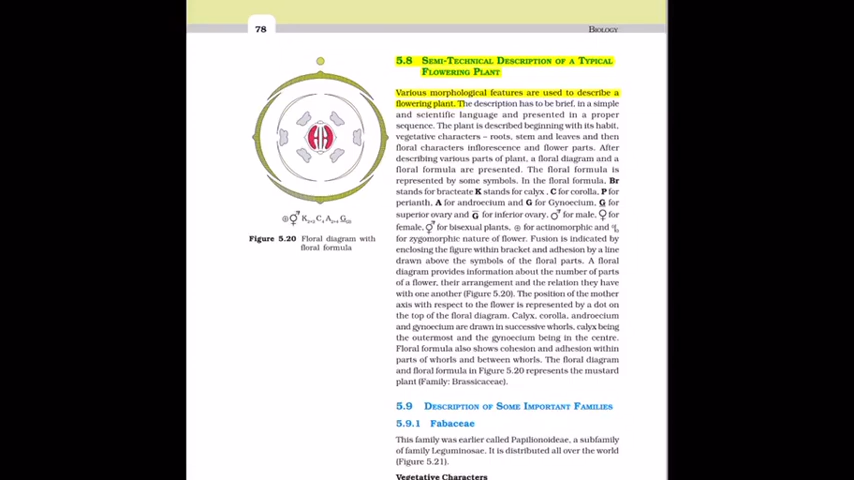 78
BIOLOGY
5.8 SEMI-TECHNICAL DESCRIPTION OF A TYPICAL
FLOWERING PLANT
Various morphological features are used to describe a
flowering plant. The description has to be brief, in a simple
and scientific language and presented in a proper
sequence. The plant is described beginning with its habit,
vegetative characters – roots, stem and leaves and then
floral characters inflorescence and flower parts. After
describing various parts of plant, a floral diagram and a
floral formula are presented. The floral formula is
represented by some symbols. In the floral formula, Br
stands for bracteate K stands for calyx , C for corolla, P for
perianth, A for androecium and G for Gynoecium, G for
superior ovary and G for inferior ovary, ♂ for male, ♀ for
female, ⚥ for bisexual plants, ⊕ for actinomorphic and
for zygomorphic nature of flower. Fusion is indicated by
enclosing the figure within bracket and adhesion by a line
drawn above the symbols of the floral parts. A floral
diagram provides information about the number of parts
of a flower, their arrangement and the relation they have
with one another (Figure 5.20). The position of the mother
axis with respect to the flower is represented by a dot on
the top of the floral diagram. Calyx, corolla, androecium
and gynoecium are drawn in successive whorls, calyx being
the outermost and the gynoecium being in the centre.
Floral formula also shows cohesion and adhesion within
parts of whorls and between whorls. The floral diagram
and floral formula in Figure 5.20 represents the mustard
plant (Family: Brassicaceae).
⊕ ⚥ K2+2 C4 A2+4 G(2)
Figure 5.20 Floral diagram with
floral formula
5.9 DESCRIPTION OF SOME IMPORTANT FAMILIES
5.9.1 Fabaceae
This family was earlier called Papilionoideae, a subfamily
of family Leguminosae. It is distributed all over the world
(Figure 5.21).
Vegetative Characters